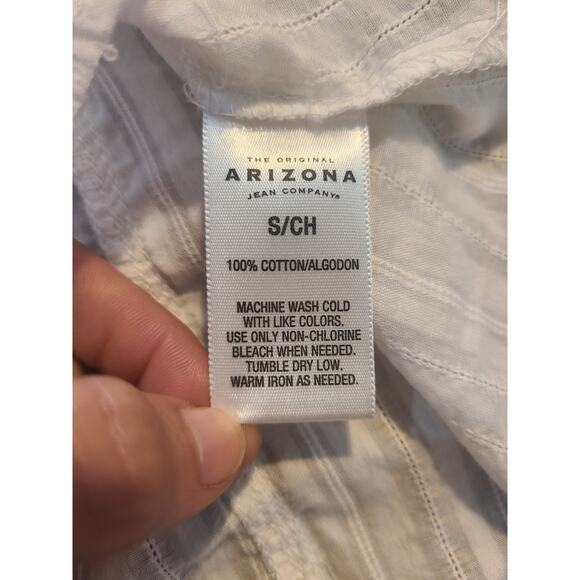 THE ORIGINAL
ARIZONA
JEAN COMPANY®
S/CH
100% COTTON/ALGODON
MACHINE WASH COLD
WITH LIKE COLORS.
USE ONLY NON-CHLORINE
BLEACH WHEN NEEDED.
TUMBLE DRY LOW.
WARM IRON AS NEEDED.